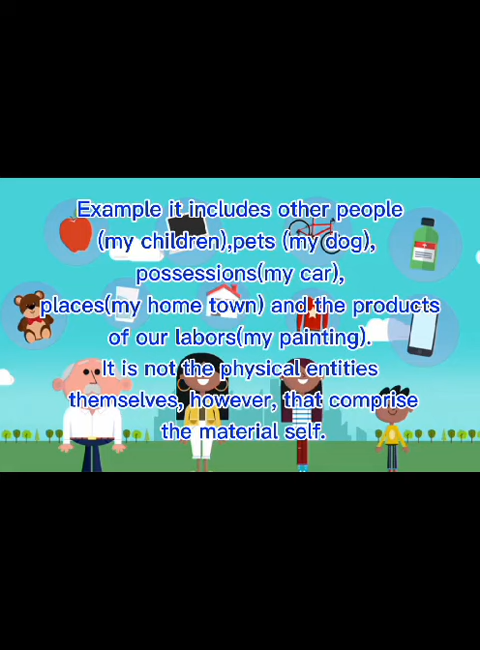 Example it includes other people
(my children),pets (my dog),
possessions(my car),
places(my home town) and the products
of our labors(my painting).
It is not the physical entities
themselves, however, that comprise
the material self.